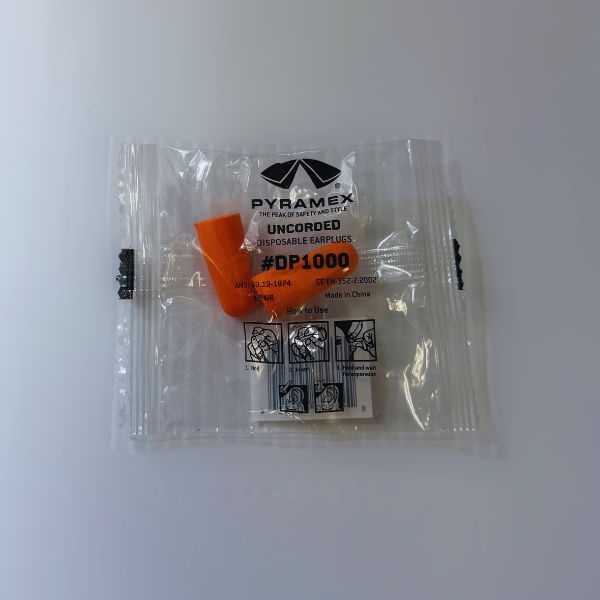 ®
PYRAMEX
THE PEAK OF SAFETY AND STYLE
UNCORDED
DISPOSABLE EARPLUGS
#DP1000
ANSI S3.19-1974 CE EN-352-2:2002
1 PAIR Made in China
How to Use
1. Roll 2. Insert 3. Hold and wait
for expansion
8